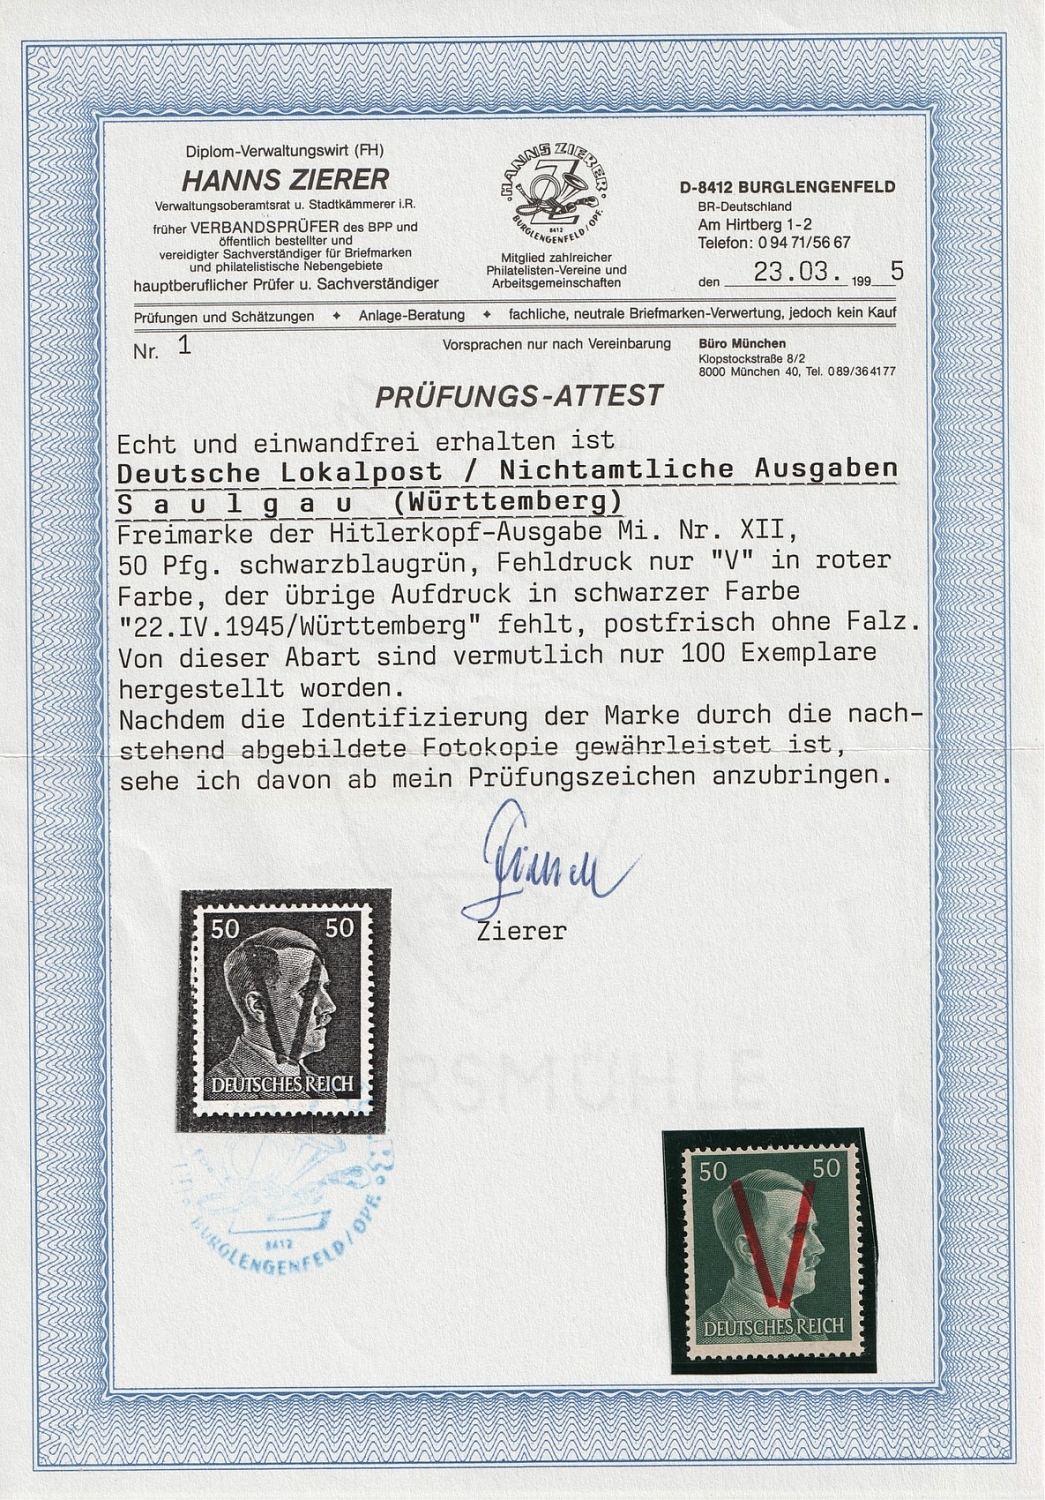 Diplom-Verwaltungswirt (FH)
HANNS ZIERER
Verwaltungsoberamtsrat u. Stadtkämmerer i.R.
früher VERBANDSPRÜFER des BPP und
öffentlich bestellter und
vereidigter Sachverständiger für Briefmarken
und philatelistische Nebengebiete
hauptberuflicher Prüfer u. Sachverständiger
HANNS ZIERER
Z
8412
BURGLENGENFELD/OPF.
Mitglied zahlreicher
Philatelisten-Vereine und
Arbeitsgemeinschaften
D-8412 BURGLENGENFELD
BR-Deutschland
Am Hirtberg 1-2
Telefon: 0 94 71/56 67
den 23.03. 1995
Prüfungen und Schätzungen ✦ Anlage-Beratung ✦ fachliche, neutrale Briefmarken-Verwertung, jedoch kein Kauf
Nr. 1
Vorsprachen nur nach Vereinbarung
Büro München
Klopstockstraße 8/2
8000 München 40, Tel. 0 89/36 41 77
PRÜFUNGS-ATTEST
Echt und einwandfrei erhalten ist
Deutsche Lokalpost / Nichtamtliche Ausgaben
S a u l g a u (Württemberg)
Freimarke der Hitlerkopf-Ausgabe Mi. Nr. XII,
50 Pfg. schwarzblaugrün, Fehldruck nur "V" in roter
Farbe, der übrige Aufdruck in schwarzer Farbe
"22.IV.1945/Württemberg" fehlt, postfrisch ohne Falz.
Von dieser Abart sind vermutlich nur 100 Exemplare
hergestellt worden.
Nachdem die Identifizierung der Marke durch die nach-
stehend abgebildete Fotokopie gewährleistet ist,
sehe ich davon ab mein Prüfungszeichen anzubringen.
Zierer
50 50
V
DEUTSCHES REICH
RSMÜHLE
8412
BURGLENGENFELD/OPF.
50 50
V
DEUTSCHES REICH